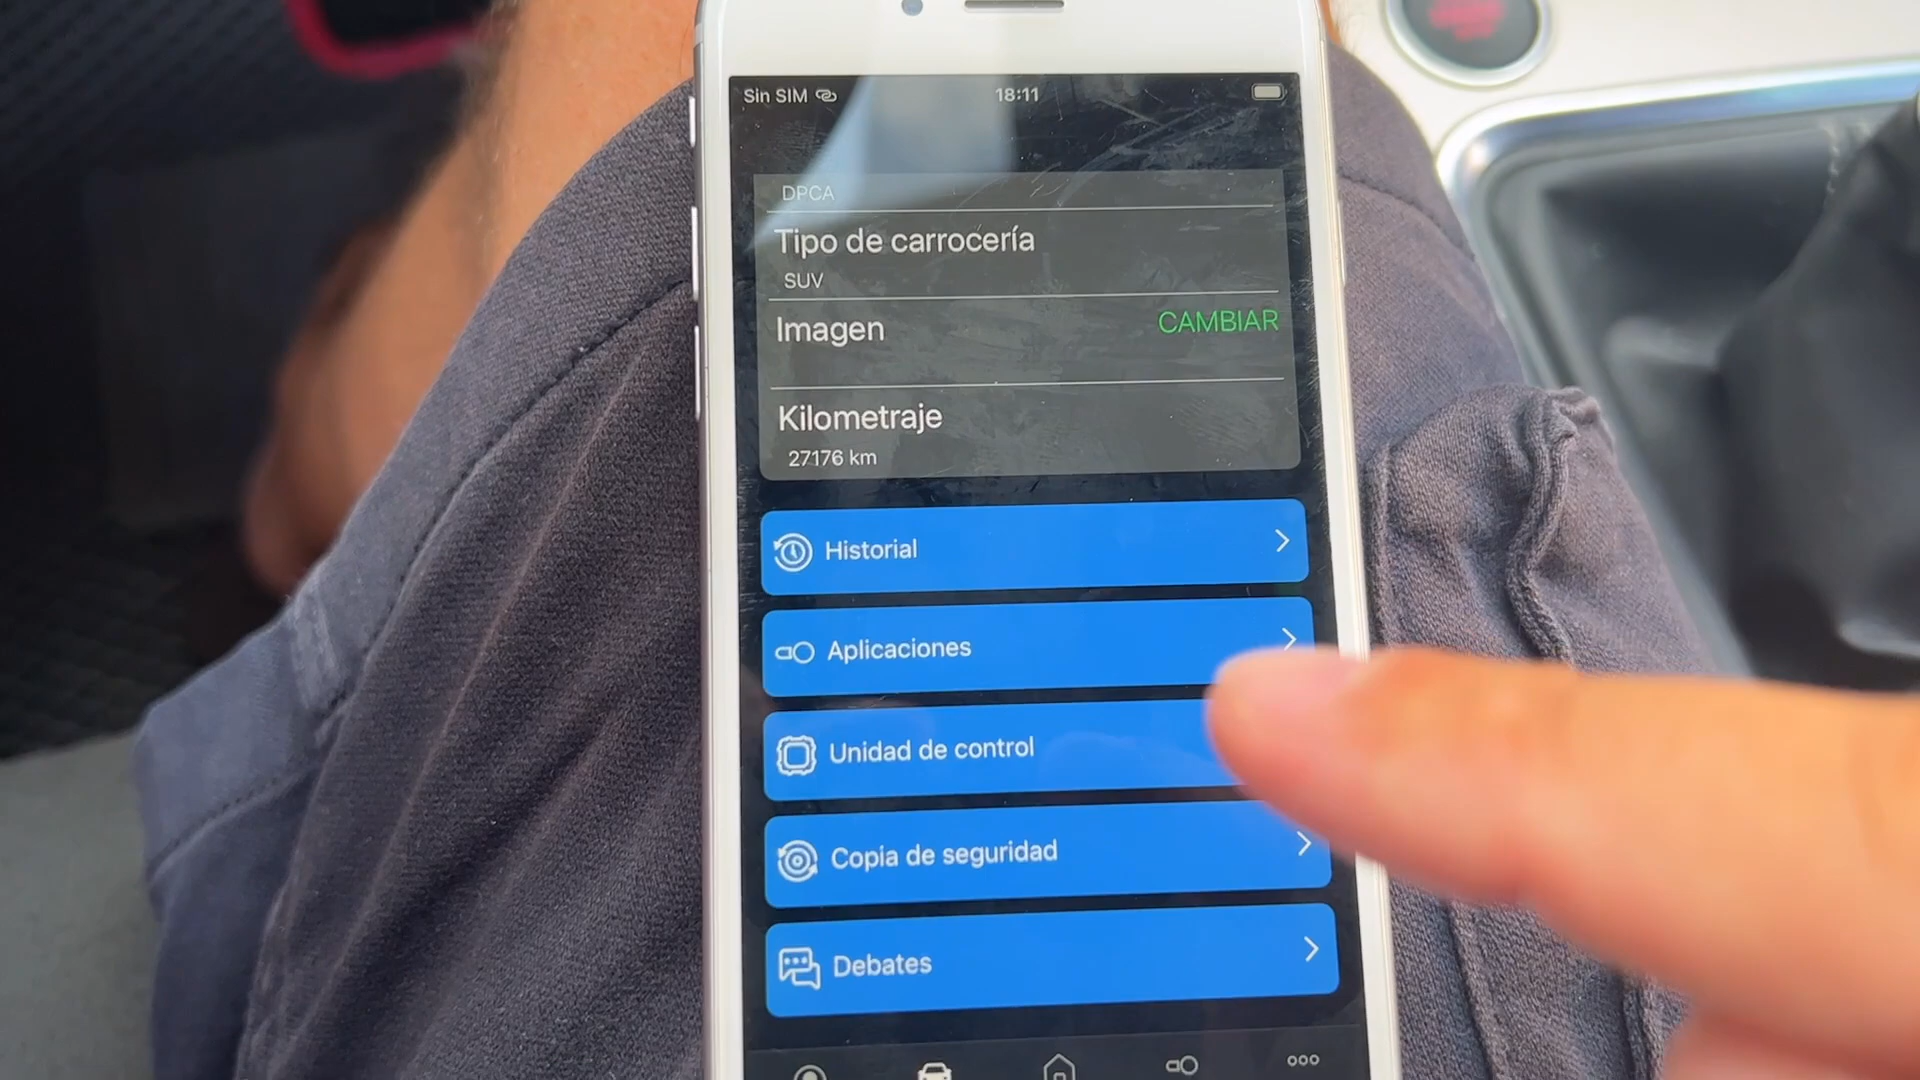 Sin SIM
18:11
DPCA
Tipo de carrocería
SUV
Imagen
CAMBIAR
Kilometraje
27176 km
Historial
Aplicaciones
Unidad de control
Copia de seguridad
Debates